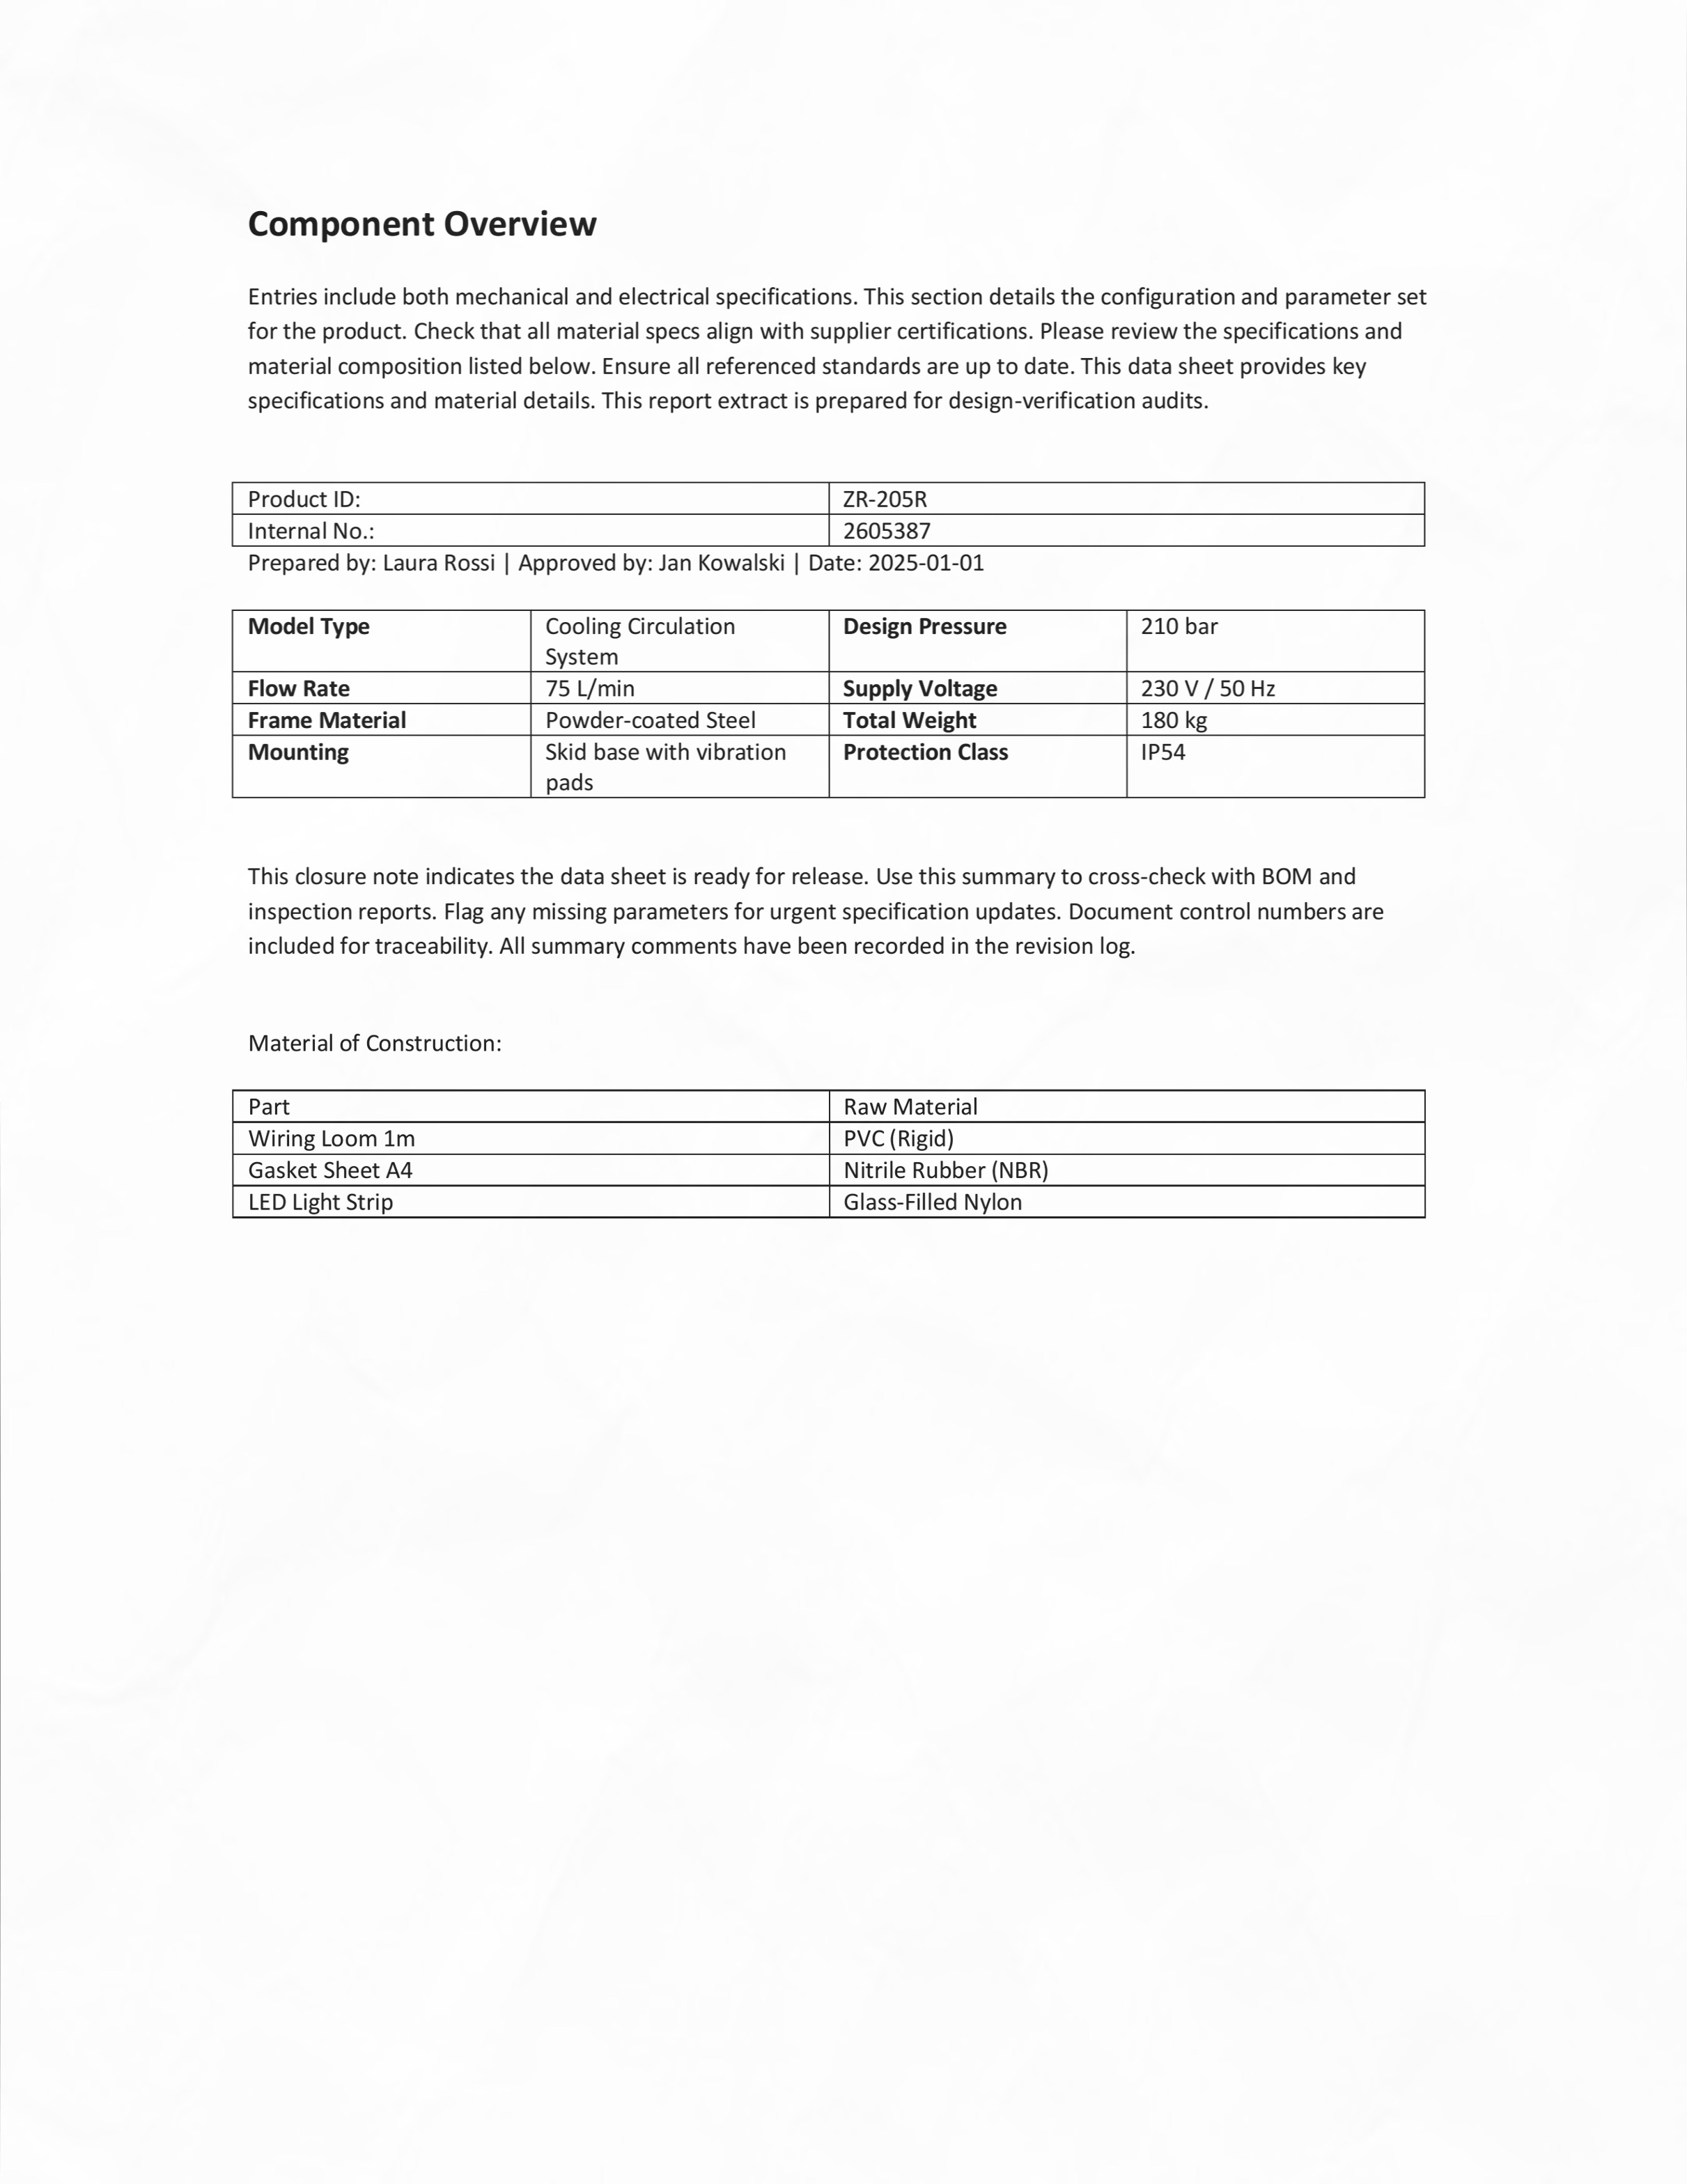 Component Overview
Entries include both mechanical and electrical specifications. This section details the configuration and parameter set
for the product. Check that all material specs align with supplier certifications. Please review the specifications and
material composition listed below. Ensure all referenced standards are up to date. This data sheet provides key
specifications and material details. This report extract is prepared for design-verification audits.
Product ID: ZR-205R
Internal No.: 2605387
Prepared by: Laura Rossi | Approved by: Jan Kowalski | Date: 2025-01-01
Model Type Cooling Circulation Design Pressure 210 bar
System
Flow Rate 75 L/min Supply Voltage 230 V / 50 Hz
Frame Material Powder-coated Steel Total Weight 180 kg
Mounting Skid base with vibration Protection Class IP54
pads
This closure note indicates the data sheet is ready for release. Use this summary to cross-check with BOM and
inspection reports. Flag any missing parameters for urgent specification updates. Document control numbers are
included for traceability. All summary comments have been recorded in the revision log.
Material of Construction:
Part Raw Material
Wiring Loom 1m PVC (Rigid)
Gasket Sheet A4 Nitrile Rubber (NBR)
LED Light Strip Glass-Filled Nylon